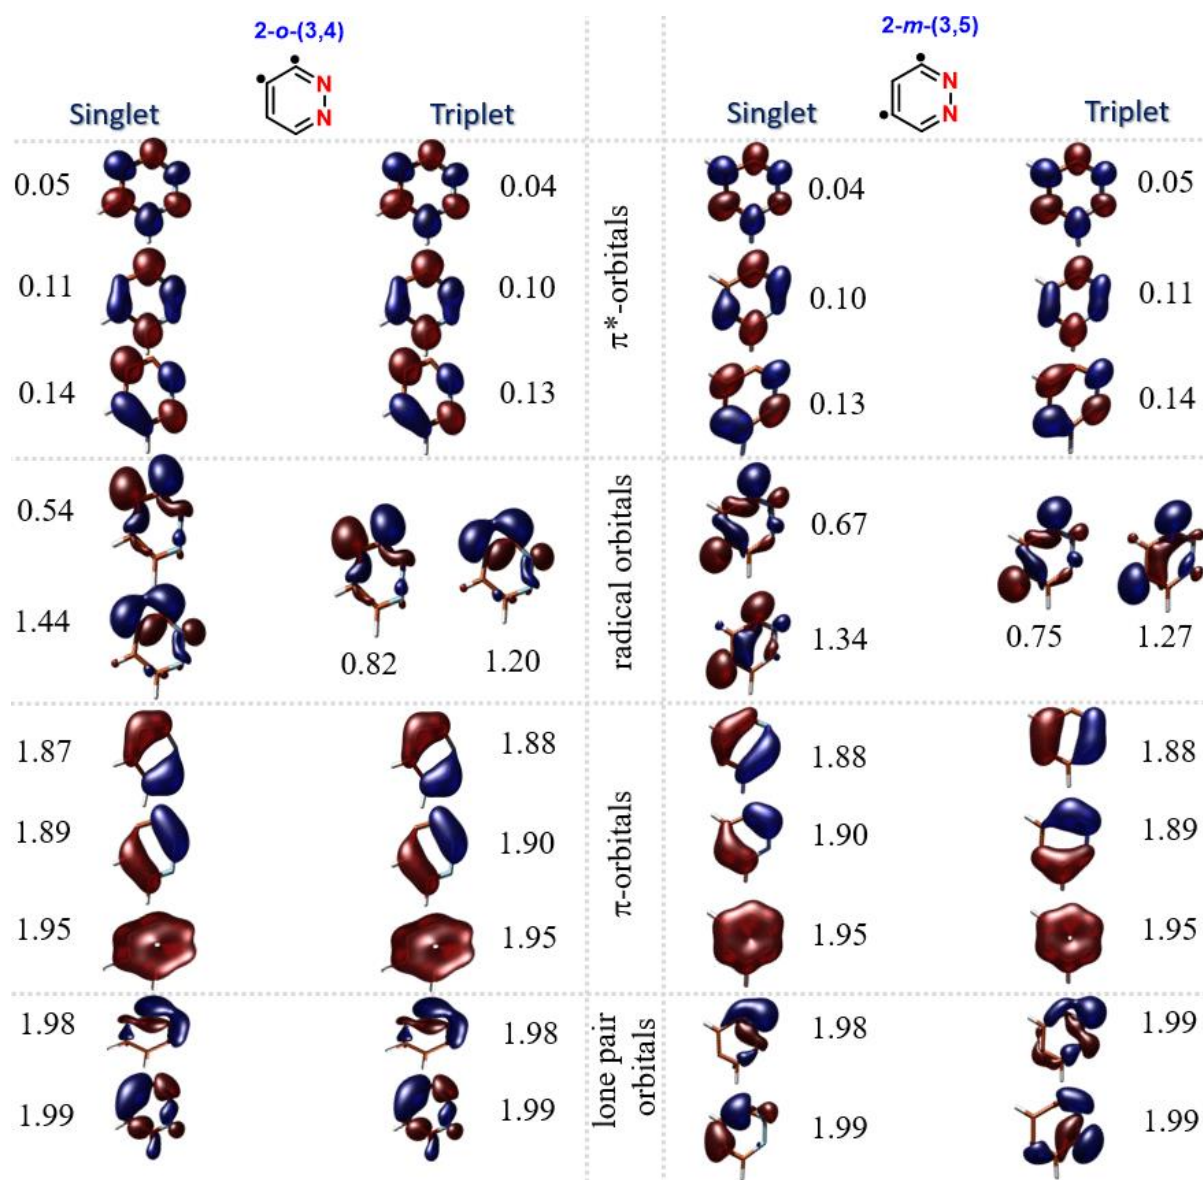 2-o-(3,4)
2-m-(3,5)
N
N
N
N
Singlet
Triplet
Singlet
Triplet
0.05
0.04
0.04
0.05
0.11
0.10
0.10
0.11
0.14
0.13
0.13
0.14
π*-orbitals
0.54
0.67
1.44
0.82
1.20
1.34
0.75
1.27
radical orbitals
1.87
1.88
1.88
1.88
1.89
1.90
1.90
1.89
1.95
1.95
1.95
1.95
π-orbitals
1.98
1.98
1.98
1.99
1.99
1.99
1.99
1.99
lone pair
orbitals